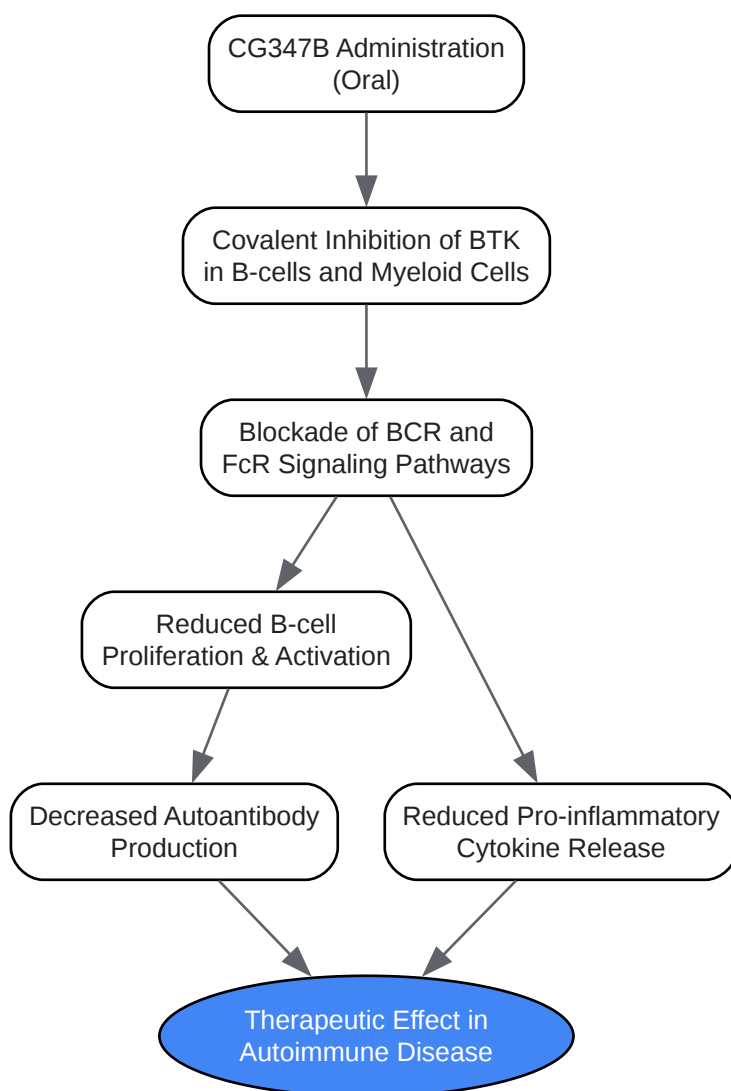 CG347B Administration
(Oral)
Covalent Inhibition of BTK
in B-cells and Myeloid Cells
Blockade of BCR and
FcR Signaling Pathways
Reduced B-cell
Proliferation & Activation
Decreased Autoantibody
Production
Reduced Pro-inflammatory
Cytokine Release
Therapeutic Effect in
Autoimmune Disease